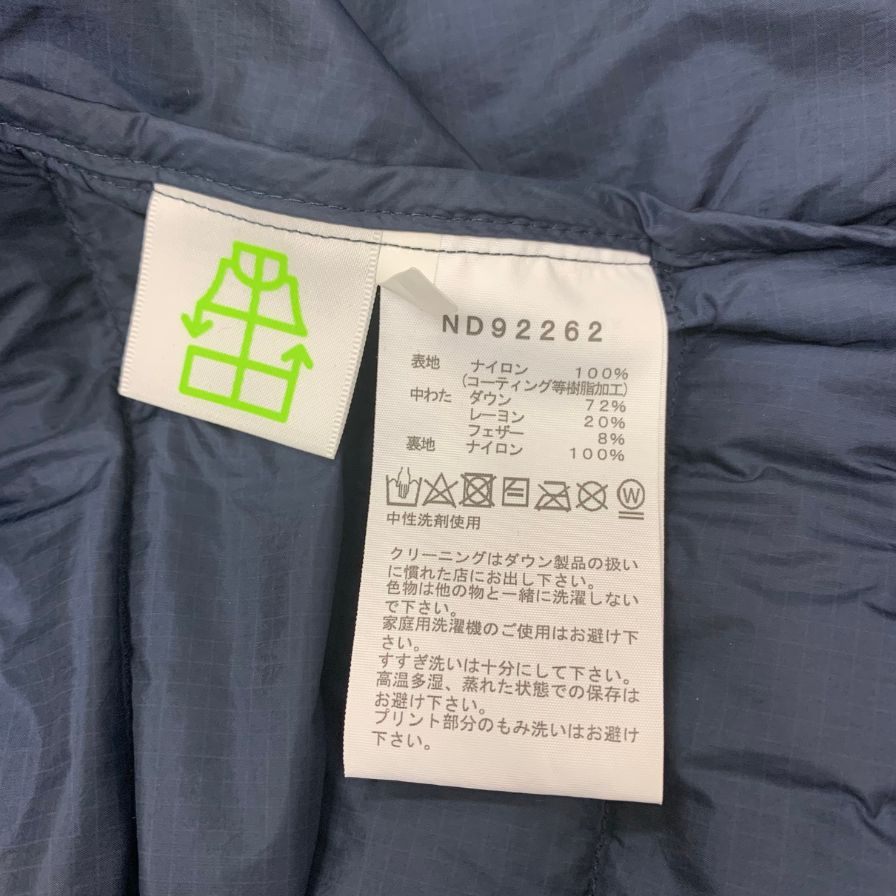 ND92262
表地 ナイロン 100%
(コーティング等樹脂加工)
中わた ダウン 72%
レーヨン 20%
フェザー 8%
裏地 ナイロン 100%
W
中性洗剤使用
クリーニングはダウン製品の扱い
に慣れた店にお出し下さい。
色物は他の物と一緒に洗濯しない
で下さい。
家庭用洗濯機のご使用はお避け下
さい。
すすぎ洗いは十分にして下さい。
高温多湿、蒸れた状態での保存は
お避け下さい。
プリント部分のもみ洗いはお避け
下さい。